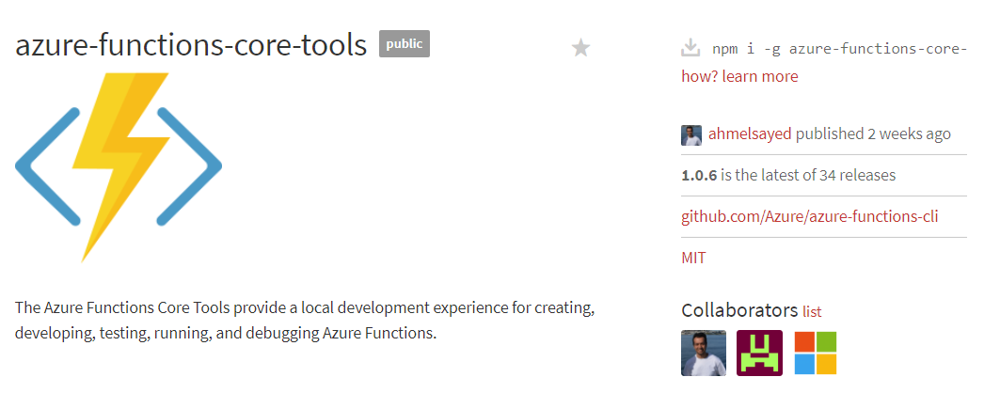 azure-functions-core-tools public
npm i -g azure-functions-core-
how? learn more
ahmelsayed published 2 weeks ago
1.0.6 is the latest of 34 releases
github.com/Azure/azure-functions-cli
MIT
The Azure Functions Core Tools provide a local development experience for creating,
developing, testing, running, and debugging Azure Functions.
Collaborators list